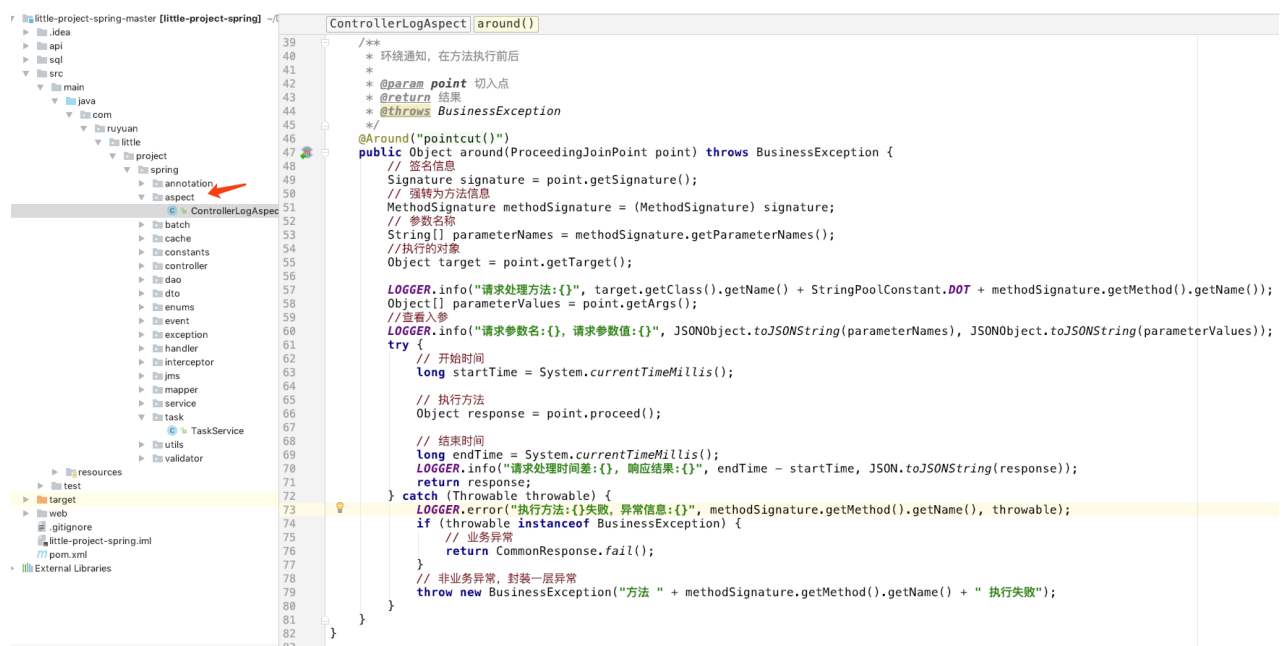 little-project-spring-master [little-project-spring] ~/D
.idea
api
sql
src
main
java
com
ruyuan
little
project
spring
annotation
aspect
ControllerLogAspec
batch
cache
constants
controller
dao
dto
enums
event
exception
handler
interceptor
jms
mapper
service
task
TaskService
utils
validator
resources
test
target
web
.gitignore
little-project-spring.iml
pom.xml
External Libraries
ControllerLogAspect around()
39 /**
40 * 环绕通知，在方法执行前后
41 *
42 * @param point 切入点
43 * @return 结果
44 * @throws BusinessException
45 */
46 @Around("pointcut()")
47 public Object around(ProceedingJoinPoint point) throws BusinessException {
48 // 签名信息
49 Signature signature = point.getSignature();
50 // 强转为方法信息
51 MethodSignature methodSignature = (MethodSignature) signature;
52 // 参数名称
53 String[] parameterNames = methodSignature.getParameterNames();
54 //执行的对象
55 Object target = point.getTarget();
56
57 LOGGER.info("请求处理方法:{}", target.getClass().getName() + StringPoolConstant.DOT + methodSignature.getMethod().getName());
58 Object[] parameterValues = point.getArgs();
59 //查看入参
60 LOGGER.info("请求参数名:{}，请求参数值:{}", JSONObject.toJSONString(parameterNames), JSONObject.toJSONString(parameterValues));
61 try {
62 // 开始时间
63 long startTime = System.currentTimeMillis();
64
65 // 执行方法
66 Object response = point.proceed();
67
68 // 结束时间
69 long endTime = System.currentTimeMillis();
70 LOGGER.info("请求处理时间差:{}, 响应结果:{}", endTime - startTime, JSON.toJSONString(response));
71 return response;
72 } catch (Throwable throwable) {
73 LOGGER.error("执行方法:{}失败，异常信息:{}", methodSignature.getMethod().getName(), throwable);
74 if (throwable instanceof BusinessException) {
75 // 业务异常
76 return CommonResponse.fail();
77 }
78 // 非业务异常，封装一层异常
79 throw new BusinessException("方法 " + methodSignature.getMethod().getName() + " 执行失败");
80 }
81 }
82 }